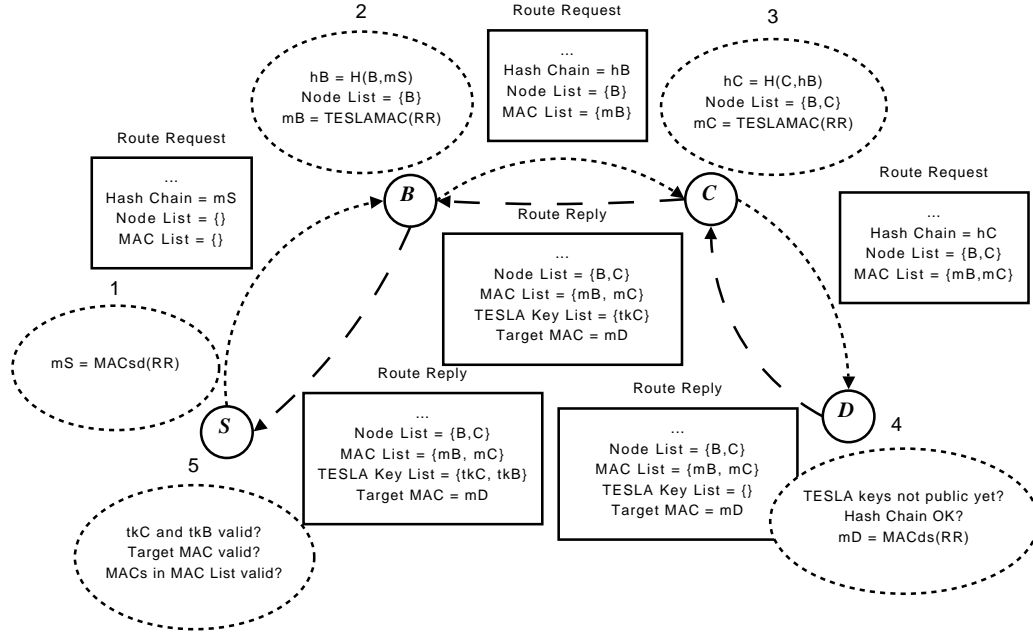 2
hB = H(B,mS)
Node List = {B}
mB = TESLAMAC(RR)
Route Request
...
Hash Chain = hB
Node List = {B}
MAC List = {mB}
3
hC = H(C,hB)
Node List = {B,C}
mC = TESLAMAC(RR)
Route Request
...
Hash Chain = mS
Node List = {}
MAC List = {}
B
C
Route Request
...
Hash Chain = hC
Node List = {B,C}
MAC List = {mB,mC}
Route Reply
...
Node List = {B,C}
MAC List = {mB, mC}
TESLA Key List = {tkC}
Target MAC = mD
1
mS = MACsd(RR)
S
Route Reply
...
Node List = {B,C}
MAC List = {mB, mC}
TESLA Key List = {tkC, tkB}
Target MAC = mD
Route Reply
...
Node List = {B,C}
MAC List = {mB, mC}
TESLA Key List = {}
Target MAC = mD
D
4
TESLA keys not public yet?
Hash Chain OK?
mD = MACds(RR)
5
tkC and tkB valid?
Target MAC valid?
MACs in MAC List valid?